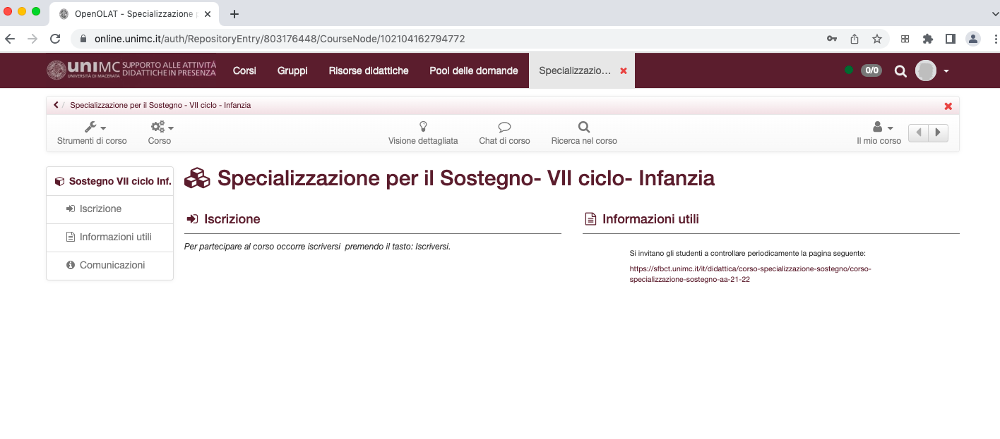 OpenOLAT - Specializzazione
online.unimc.it/auth/RepositoryEntry/803176448/CourseNode/102104162794772
UNIMC
UNIVERSITÀ DI MACERATA
SUPPORTO ALLE ATTIVITÀ
DIDATTICHE IN PRESENZA
Corsi Gruppi Risorse didattiche Pool delle domande Specializzazio… 0/0
/ Specializzazione per il Sostegno - VII ciclo - Infanzia
Strumenti di corso Corso Visione dettagliata Chat di corso Ricerca nel corso Il mio corso
Sostegno VII ciclo Inf.
Iscrizione
Informazioni utili
Comunicazioni
Specializzazione per il Sostegno- VII ciclo- Infanzia
Iscrizione
Per partecipare al corso occorre iscriversi premendo il tasto: Iscriversi.
Informazioni utili
Si invitano gli studenti a controllare periodicamente la pagina seguente:
https://sfbct.unimc.it/it/didattica/corso-specializzazione-sostegno/corso-
specializzazione-sostegno-aa-21-22